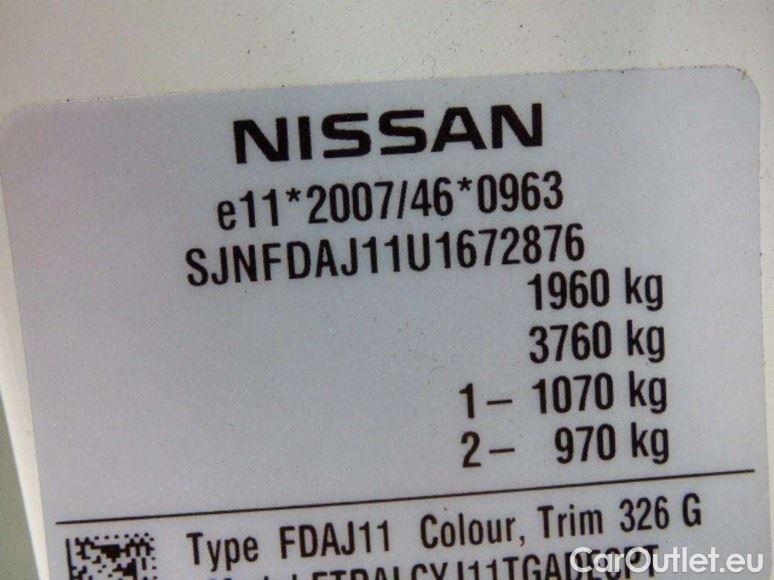 NISSAN
e11*2007/46*0963
SJNFDAJ11U1672876
1960 kg
3760 kg
1– 1070 kg
2– 970 kg
Type FDAJ11 Colour, Trim 326 G
CarOutlet.eu